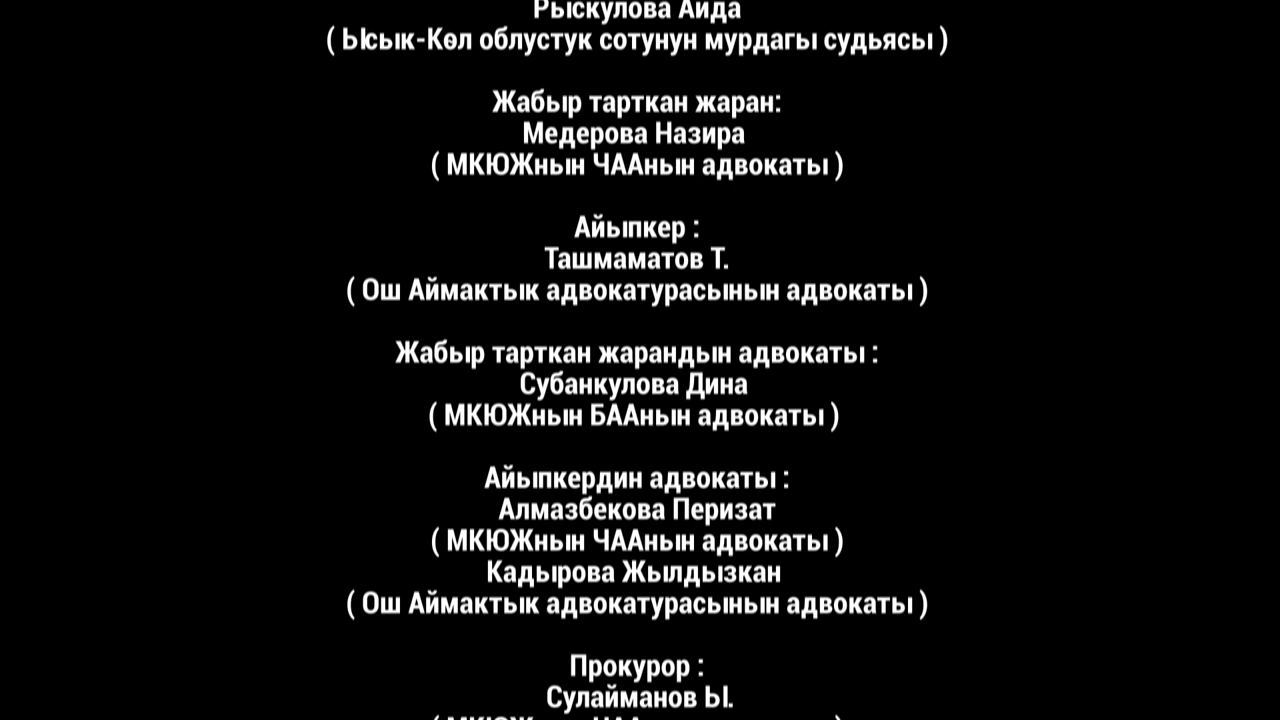 Рыскулова Аида
( Ысык-Көл облустук сотунун мурдагы судьясы )
Жабыр тарткан жаран:
Медерова Назира
( МКЮЖнын ЧААнын адвокаты )
Айыпкер :
Ташмаматов Т.
( Ош Аймактык адвокатурасынын адвокаты )
Жабыр тарткан жарандын адвокаты :
Субанкулова Дина
( МКЮЖнын БААнын адвокаты )
Айыпкердин адвокаты :
Алмазбекова Перизат
( МКЮЖнын ЧААнын адвокаты )
Кадырова Жылдызкан
( Ош Аймактык адвокатурасынын адвокаты )
Прокурор :
Сулайманов Ы.